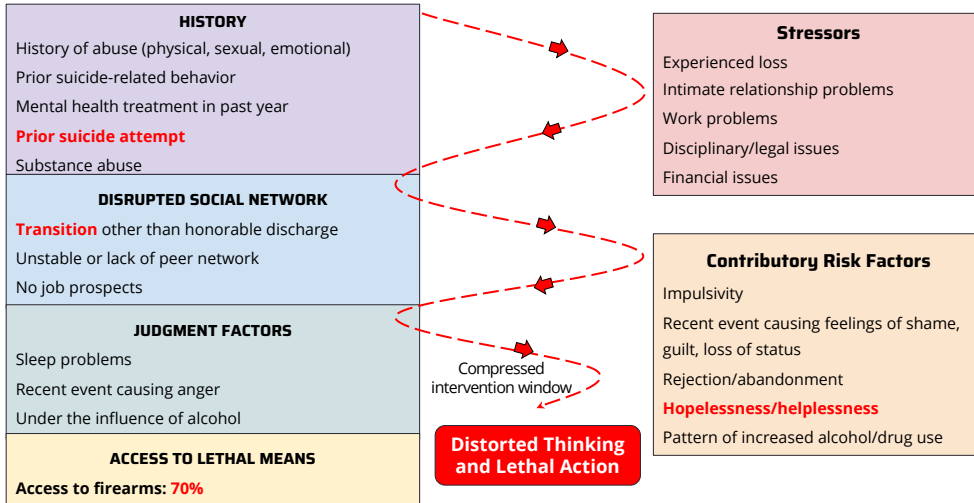 HISTORY
History of abuse (physical, sexual, emotional)
Prior suicide-related behavior
Mental health treatment in past year
Prior suicide attempt
Substance abuse
DISRUPTED SOCIAL NETWORK
Transition other than honorable discharge
Unstable or lack of peer network
No job prospects
JUDGMENT FACTORS
Sleep problems
Recent event causing anger
Under the influence of alcohol
ACCESS TO LETHAL MEANS
Access to firearms: 70%
Stressors
Experienced loss
Intimate relationship problems
Work problems
Disciplinary/legal issues
Financial issues
Contributory Risk Factors
Impulsivity
Recent event causing feelings of shame,
guilt, loss of status
Rejection/abandonment
Hopelessness/helplessness
Pattern of increased alcohol/drug use
Compressed
intervention window
Distorted Thinking
and Lethal Action